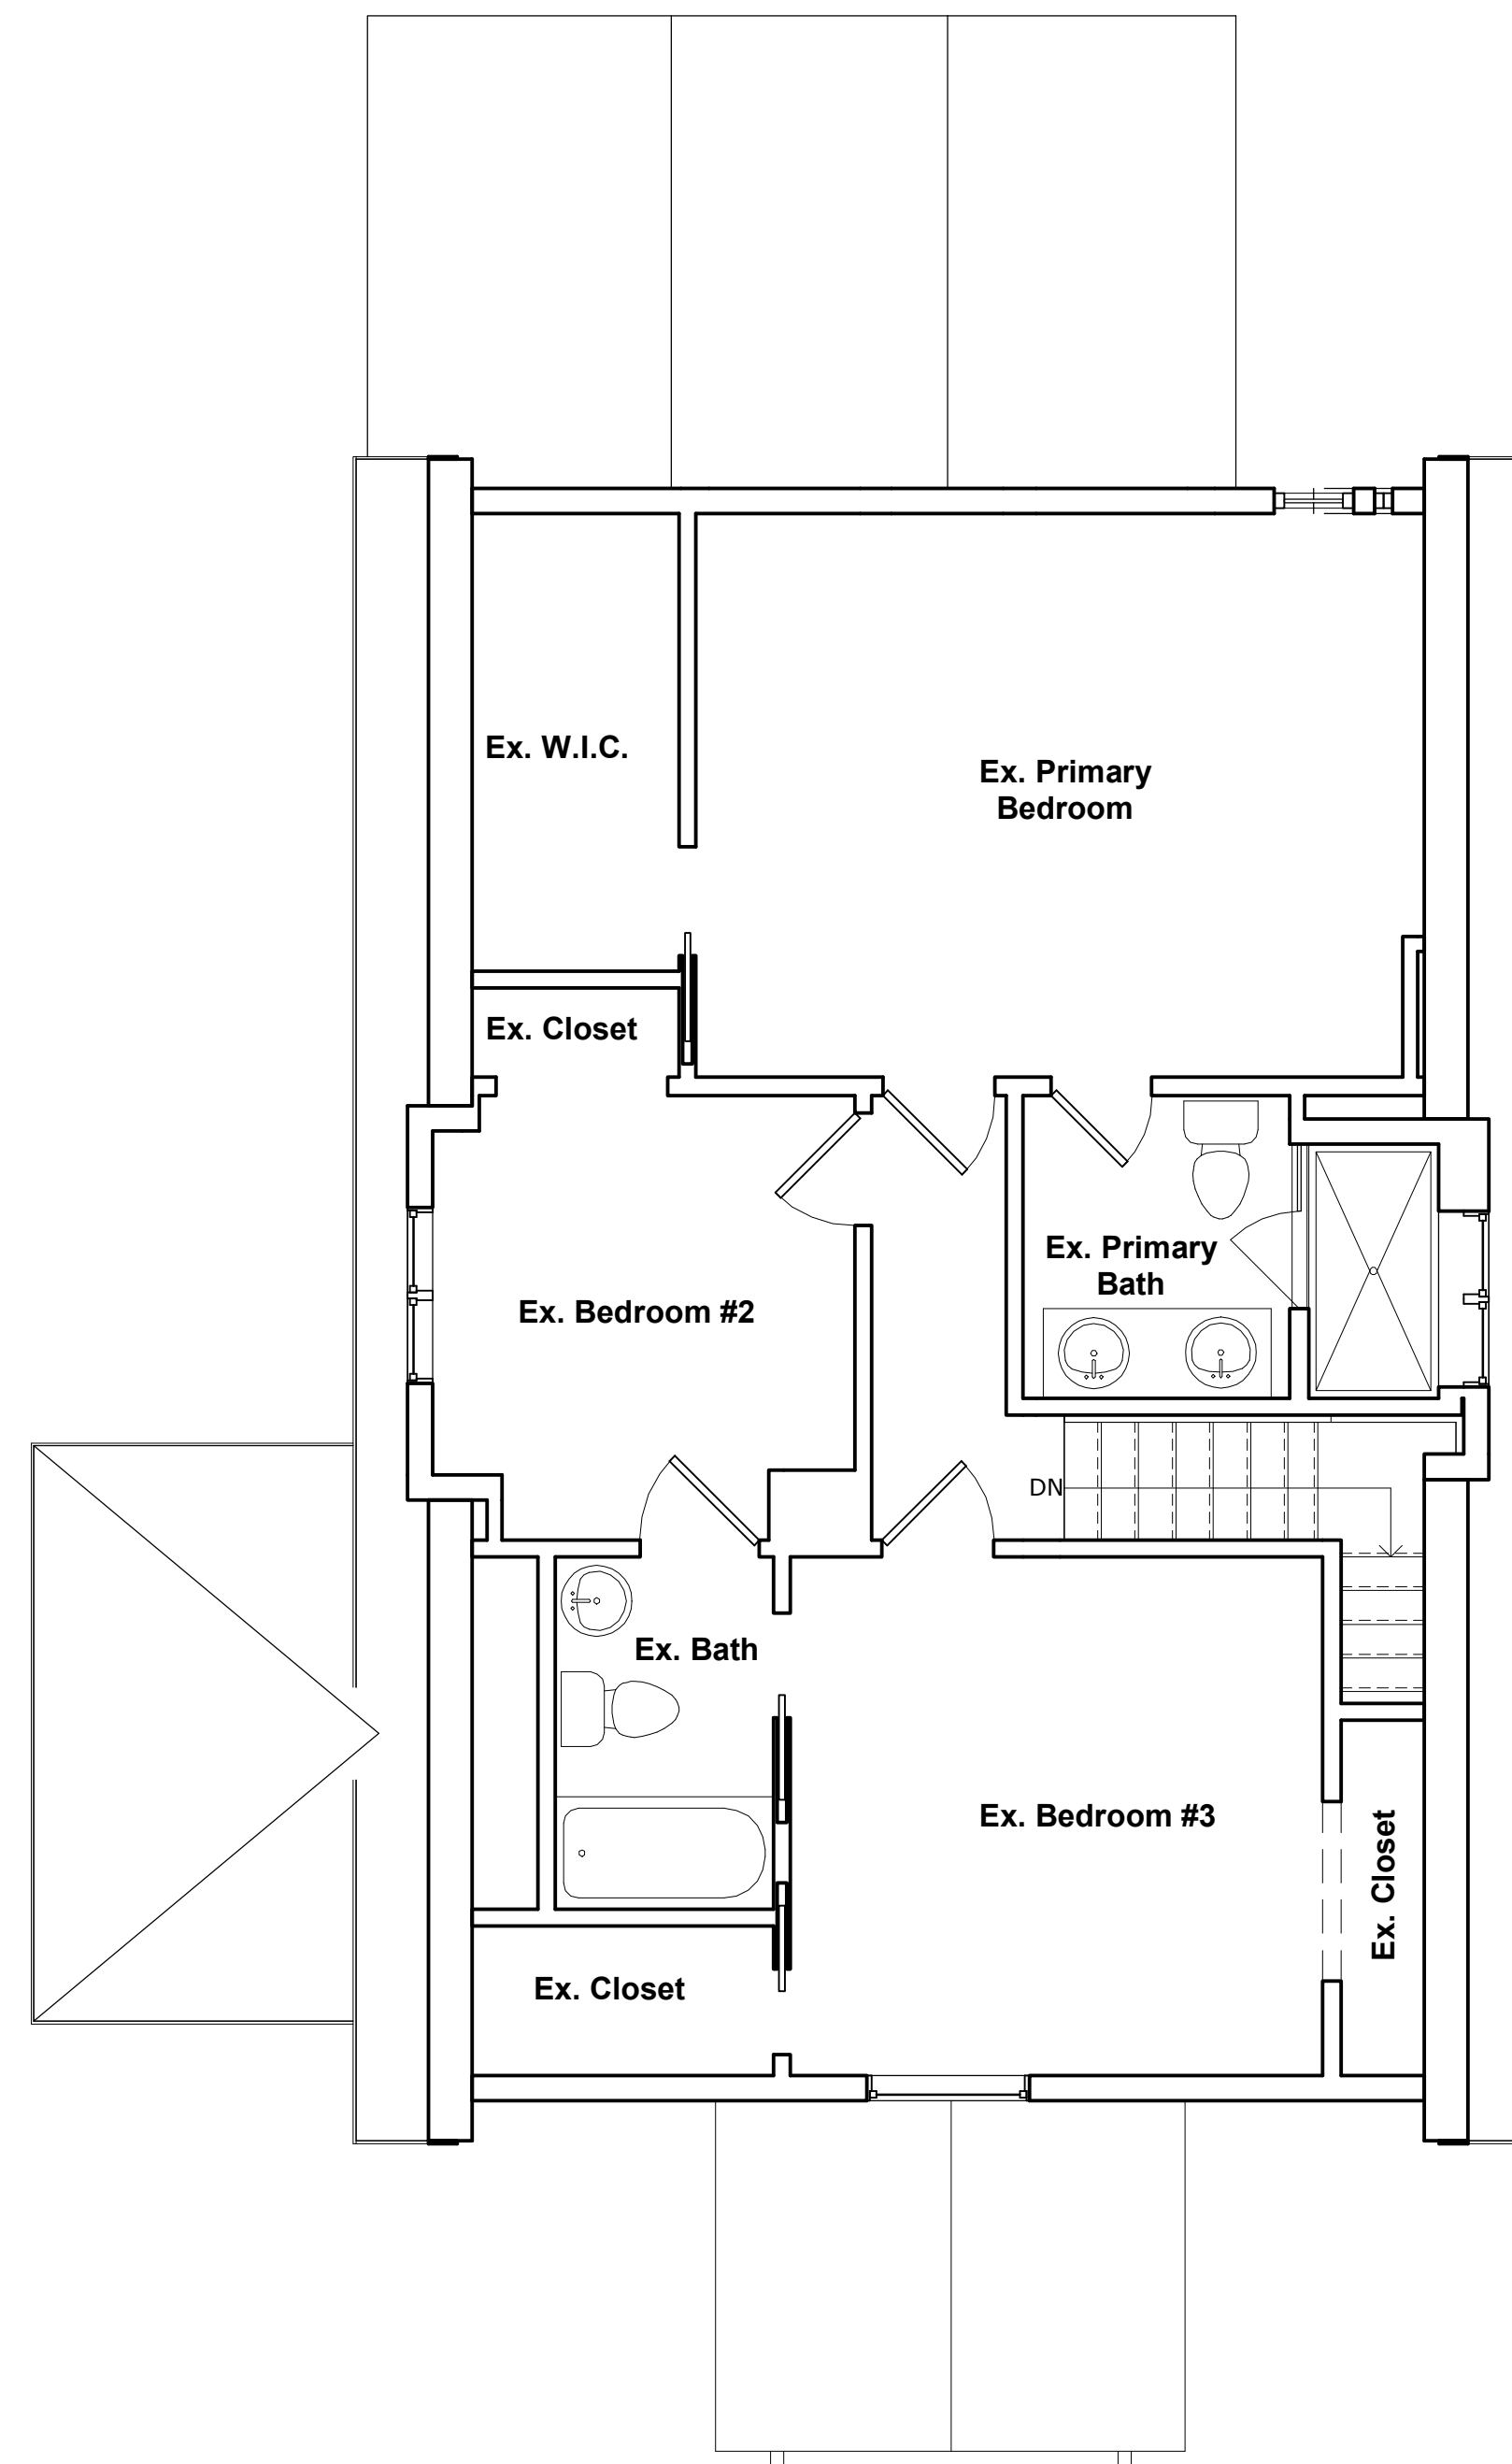 Ex. W.I.C.
Ex. Primary
Bedroom
Ex. Closet
Ex. Primary
Bath
Ex. Bedroom #2
DN
Ex. Bath
Ex. Bedroom #3
Ex. Closet
Ex. Closet